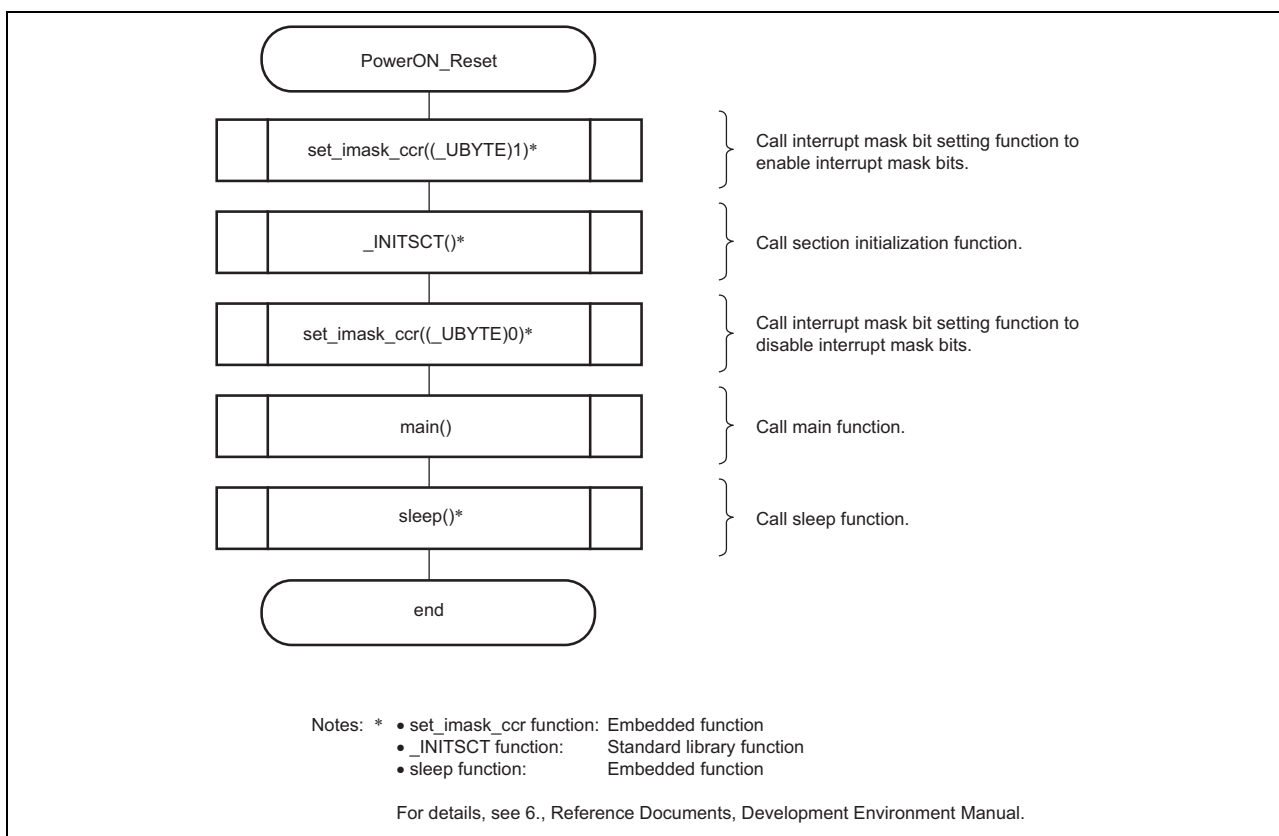 PowerON_Reset
set_imask_ccr((_UBYTE)1)*
Call interrupt mask bit setting function to
enable interrupt mask bits.
_INITSCT()*
Call section initialization function.
set_imask_ccr((_UBYTE)0)*
Call interrupt mask bit setting function to
disable interrupt mask bits.
main()
Call main function.
sleep()*
Call sleep function.
end
Notes: * • set_imask_ccr function: Embedded function
• _INITSCT function: Standard library function
• sleep function: Embedded function
For details, see 6., Reference Documents, Development Environment Manual.